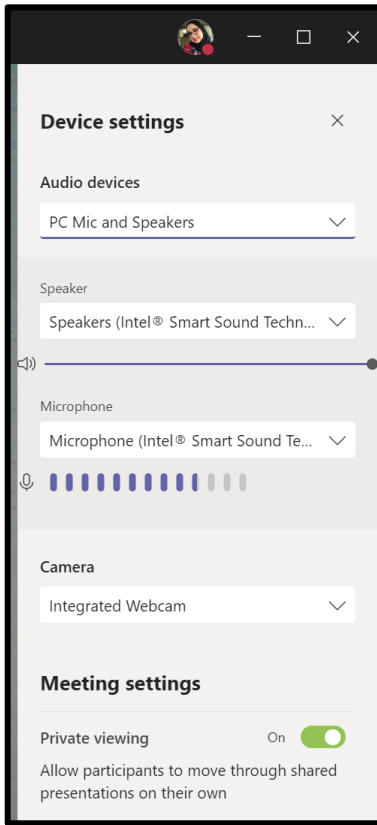 Device settings
Audio devices
PC Mic and Speakers
Speaker
Speakers (Intel® Smart Sound Techn...
Microphone
Microphone (Intel® Smart Sound Te...
Camera
Integrated Webcam
Meeting settings
Private viewing On
Allow participants to move through shared
presentations on their own